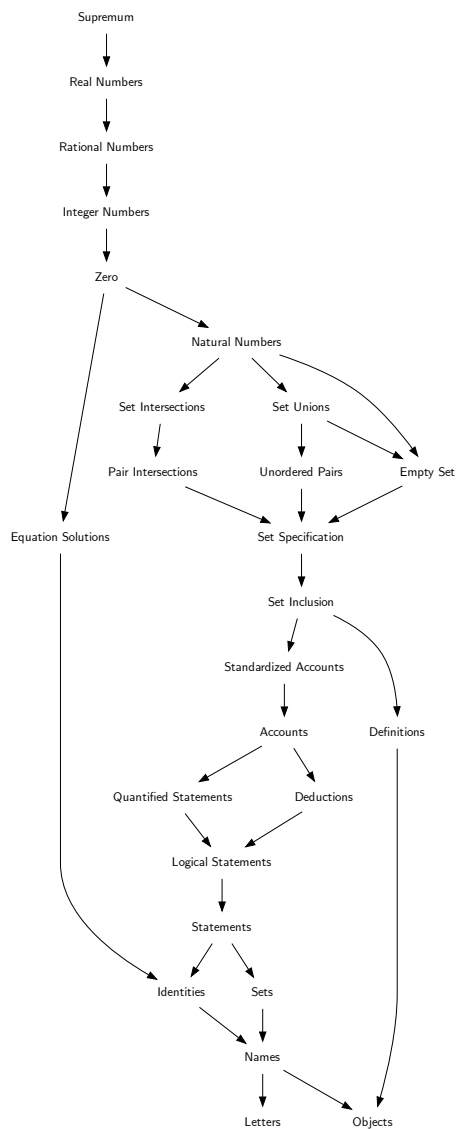 Supremum
Real Numbers
Rational Numbers
Integer Numbers
Zero
Natural Numbers
Set Intersections
Set Unions
Pair Intersections
Unordered Pairs
Empty Set
Equation Solutions
Set Specification
Set Inclusion
Standardized Accounts
Accounts
Definitions
Quantified Statements
Deductions
Logical Statements
Statements
Identities
Sets
Names
Letters
Objects